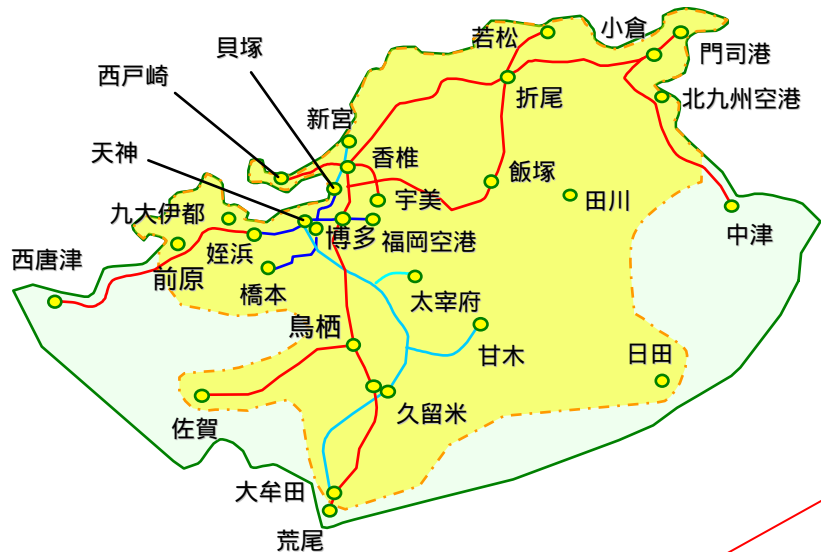 若松
小倉
貝塚
門司港
西戸崎
折尾
北九州空港
新宮
天神
香椎
飯塚
宇美
田川
九大伊都
博多
福岡空港
中津
姪浜
西唐津
前原
橋本
太宰府
鳥栖
甘木
日田
久留米
佐賀
大牟田
荒尾